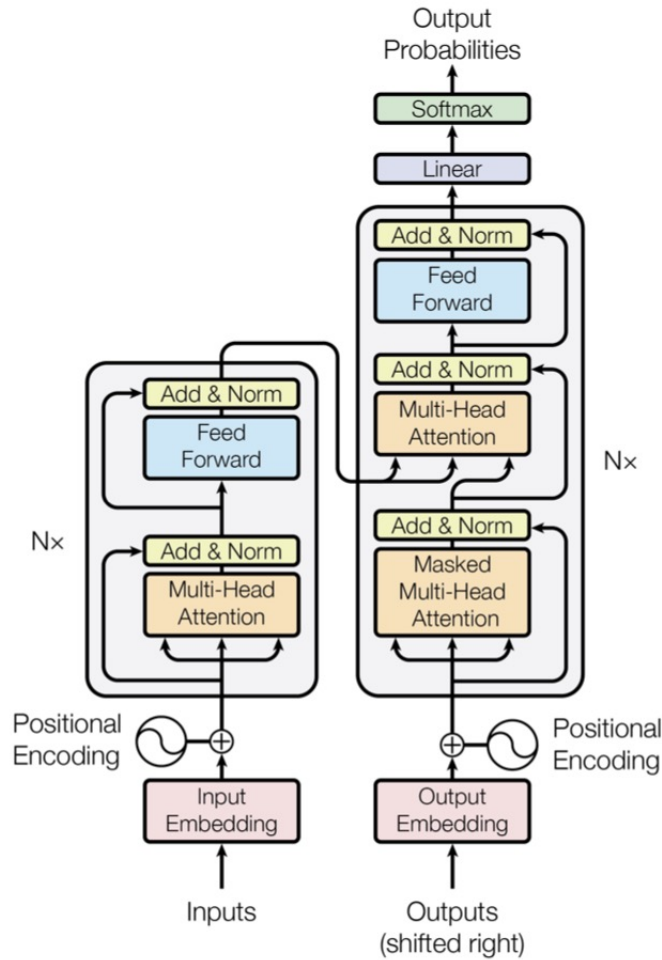 Output
Probabilities
Softmax
Linear
Add & Norm
Feed
Forward
Add & Norm
Multi-Head
Attention
Add & Norm
Masked
Multi-Head
Attention
Nx
Add & Norm
Feed
Forward
Add & Norm
Multi-Head
Attention
Nx
Positional
Encoding
Positional
Encoding
Input
Embedding
Output
Embedding
Inputs
Outputs
(shifted right)